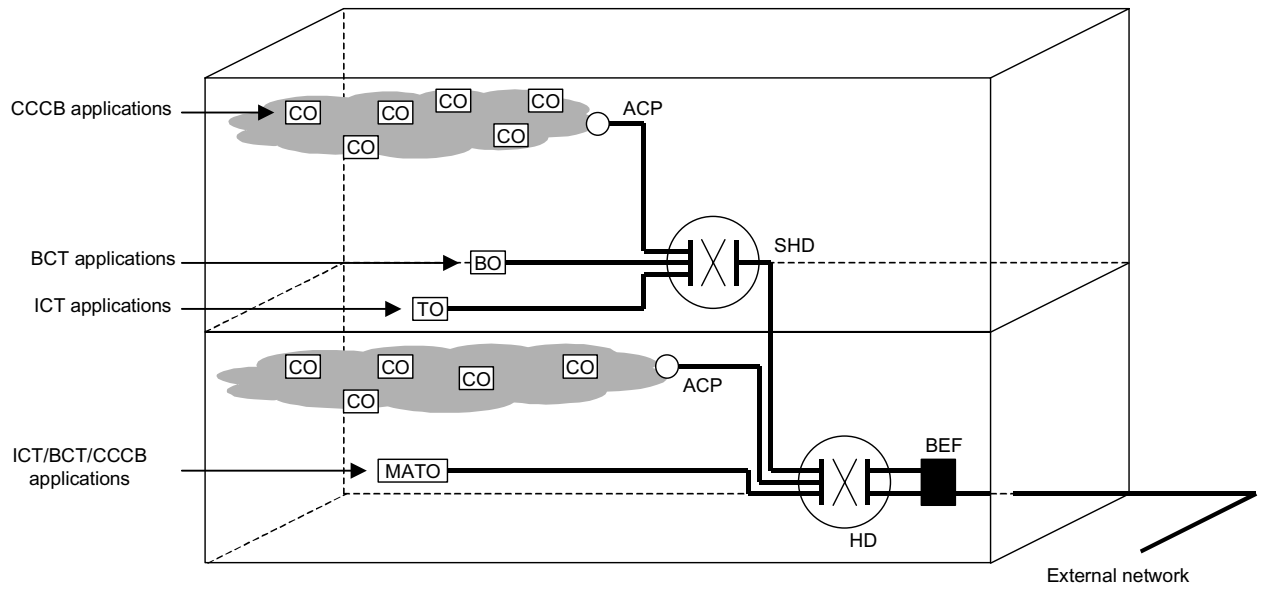 CCCB applications
CO
CO
CO
CO
CO
CO
ACP
BCT applications
BO
SHD
ICT applications
TO
CO
CO
CO
CO
CO
ACP
ICT/BCT/CCCB
applications
MATO
BEF
HD
External network